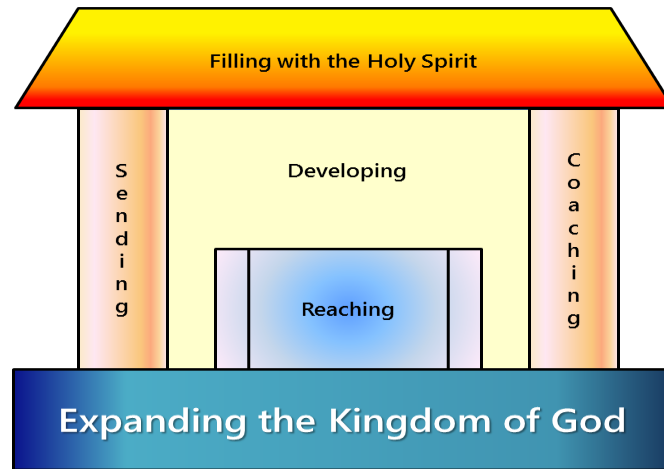 Filling with the Holy Spirit
Sending
Developing
Coaching
Reaching
Expanding the Kingdom of God